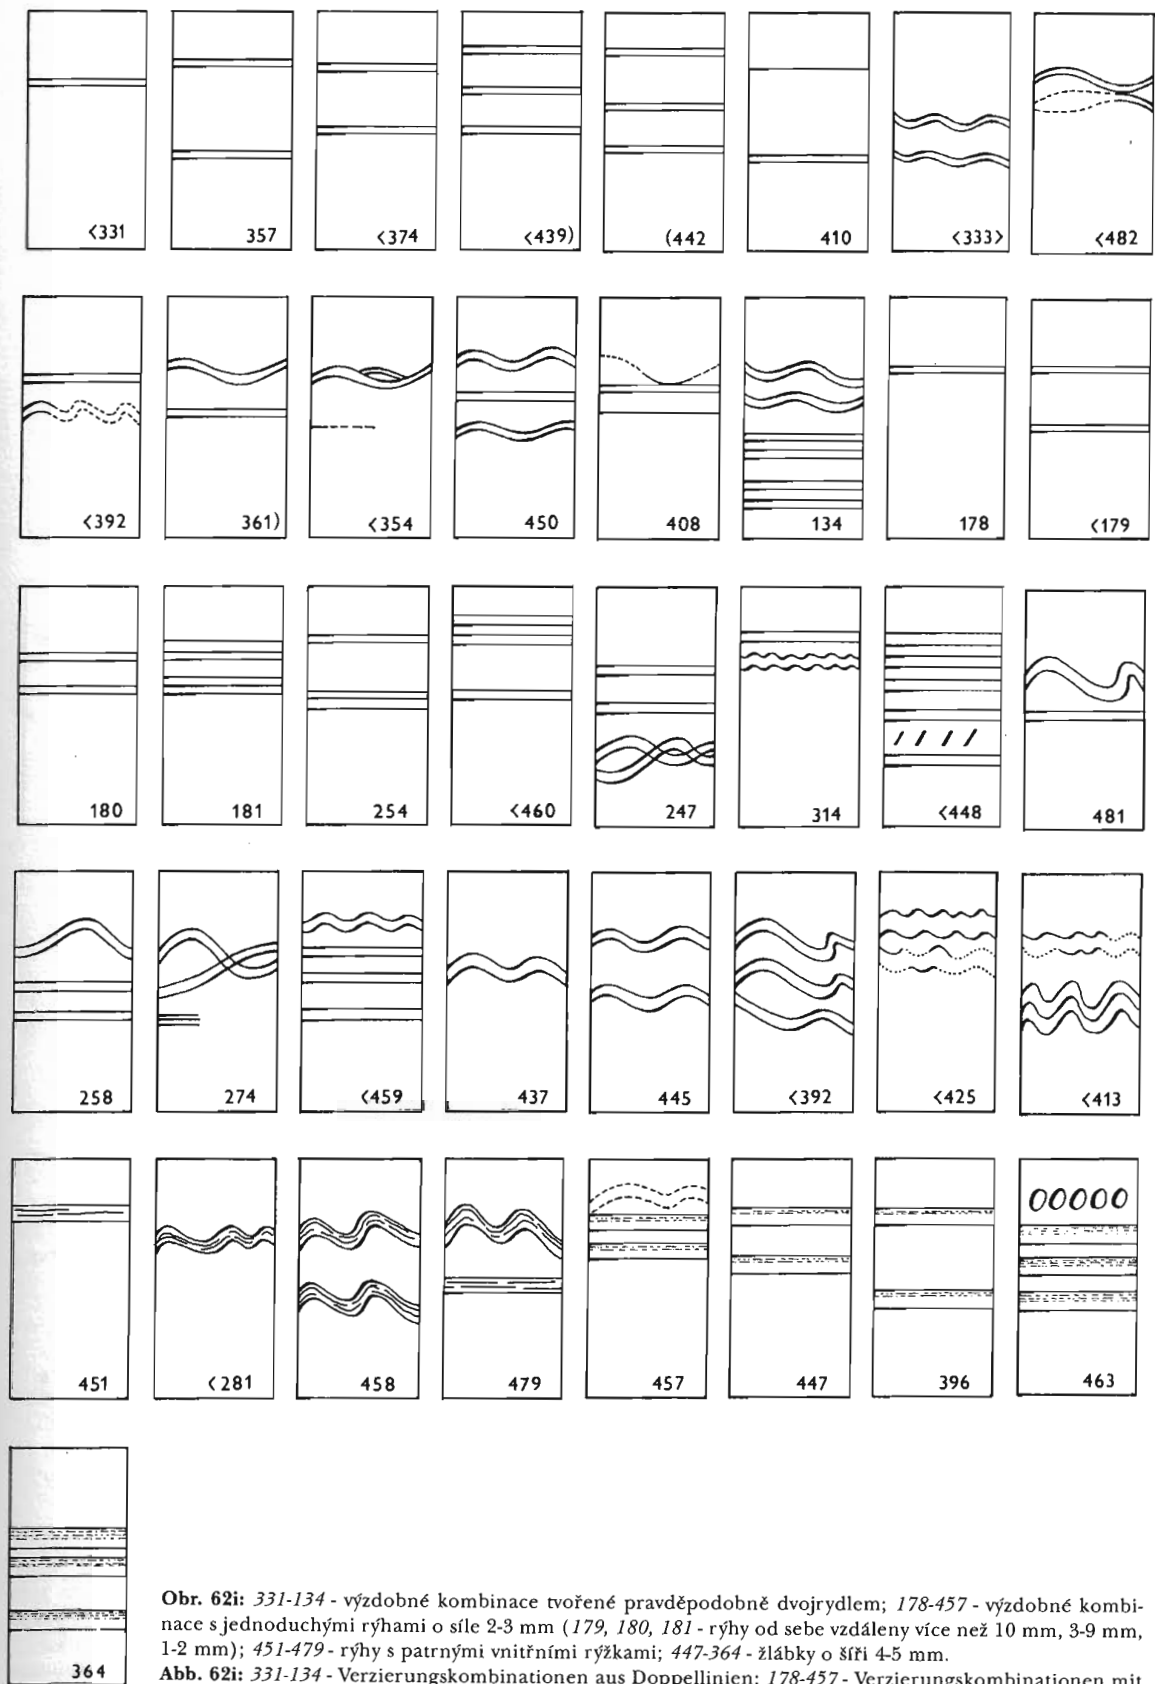 <331 357 <374 <439) (442 410 <333> <482
<392 361) <354 450 408 134 178 <179
180 181 254 <460 247 314 <448 481
258 274 <459 437 445 <392 <425 <413
451 <281 458 479 457 447 396 463
364
Obr. 62i: 331-134 - výzdobné kombinace tvořené pravděpodobně dvojrydlem; 178-457 - výzdobné kombi-
nace s jednoduchými rýhami o síle 2-3 mm (179, 180, 181 - rýhy od sebe vzdáleny více než 10 mm, 3-9 mm,
1-2 mm); 451-479 - rýhy s patrnými vnitřními rýžkami; 447-364 - žlábky o šíři 4-5 mm.
Abb. 62i: 331-134 - Verzierungskombinationen aus Doppellinien; 178-457 - Verzierungskombinationen mit